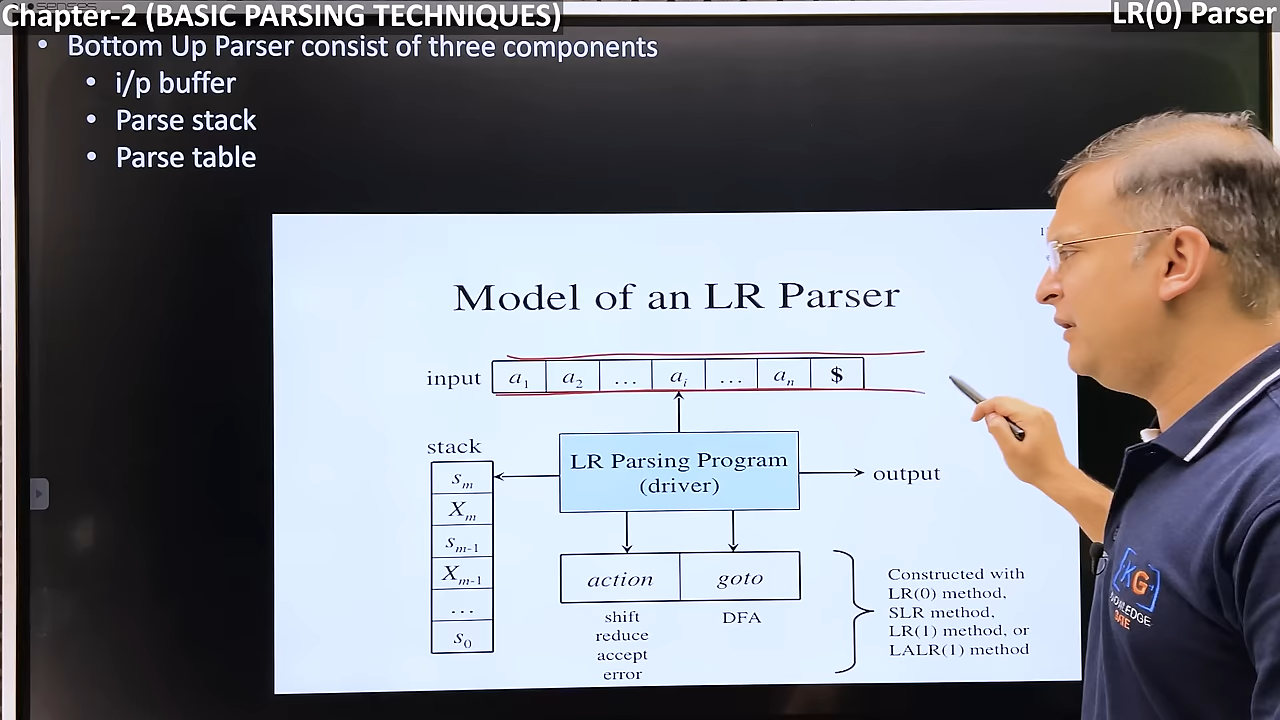 Chapter-2 (BASIC PARSING TECHNIQUES)
LR(0) Parser
• Bottom Up Parser consist of three components
• i/p buffer
• Parse stack
• Parse table
Model of an LR Parser
input a1 a2 … ai … an $
stack
LR Parsing Program
(driver)
output
sm
Xm
sm-1
Xm-1
…
s0
action goto
shift
reduce
accept
error
DFA
Constructed with
LR(0) method,
SLR method,
LR(1) method, or
LALR(1) method
KG
KNOWLEDGE
GATE